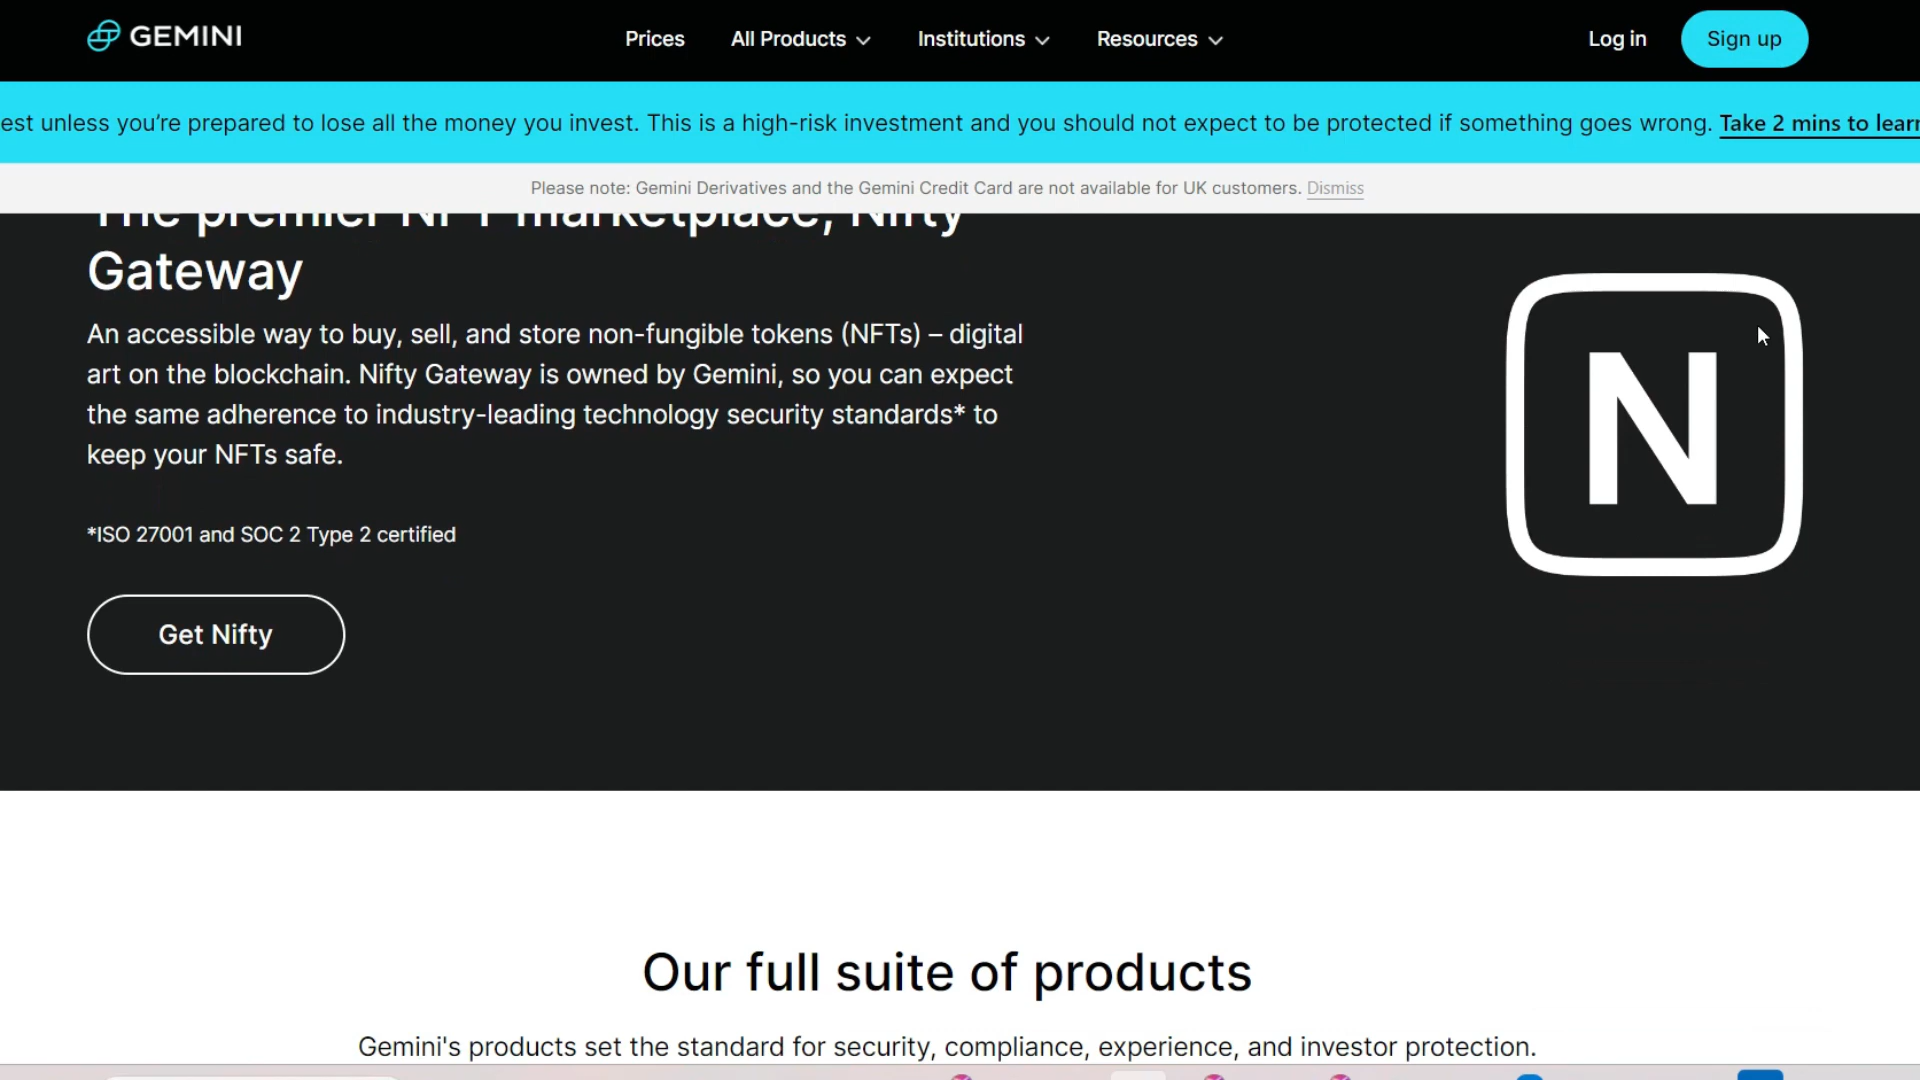 GEMINI
Prices
All Products
Institutions
Resources
Log in
Sign up
est unless you’re prepared to lose all the money you invest. This is a high-risk investment and you should not expect to be protected if something goes wrong. Take 2 mins to learn
Please note: Gemini Derivatives and the Gemini Credit Card are not available for UK customers. Dismiss
The premier NFT marketplace, Nifty
Gateway
An accessible way to buy, sell, and store non-fungible tokens (NFTs) – digital
art on the blockchain. Nifty Gateway is owned by Gemini, so you can expect
the same adherence to industry-leading technology security standards* to
keep your NFTs safe.
*ISO 27001 and SOC 2 Type 2 certified
Get Nifty
N
Our full suite of products
Gemini's products set the standard for security, compliance, experience, and investor protection.